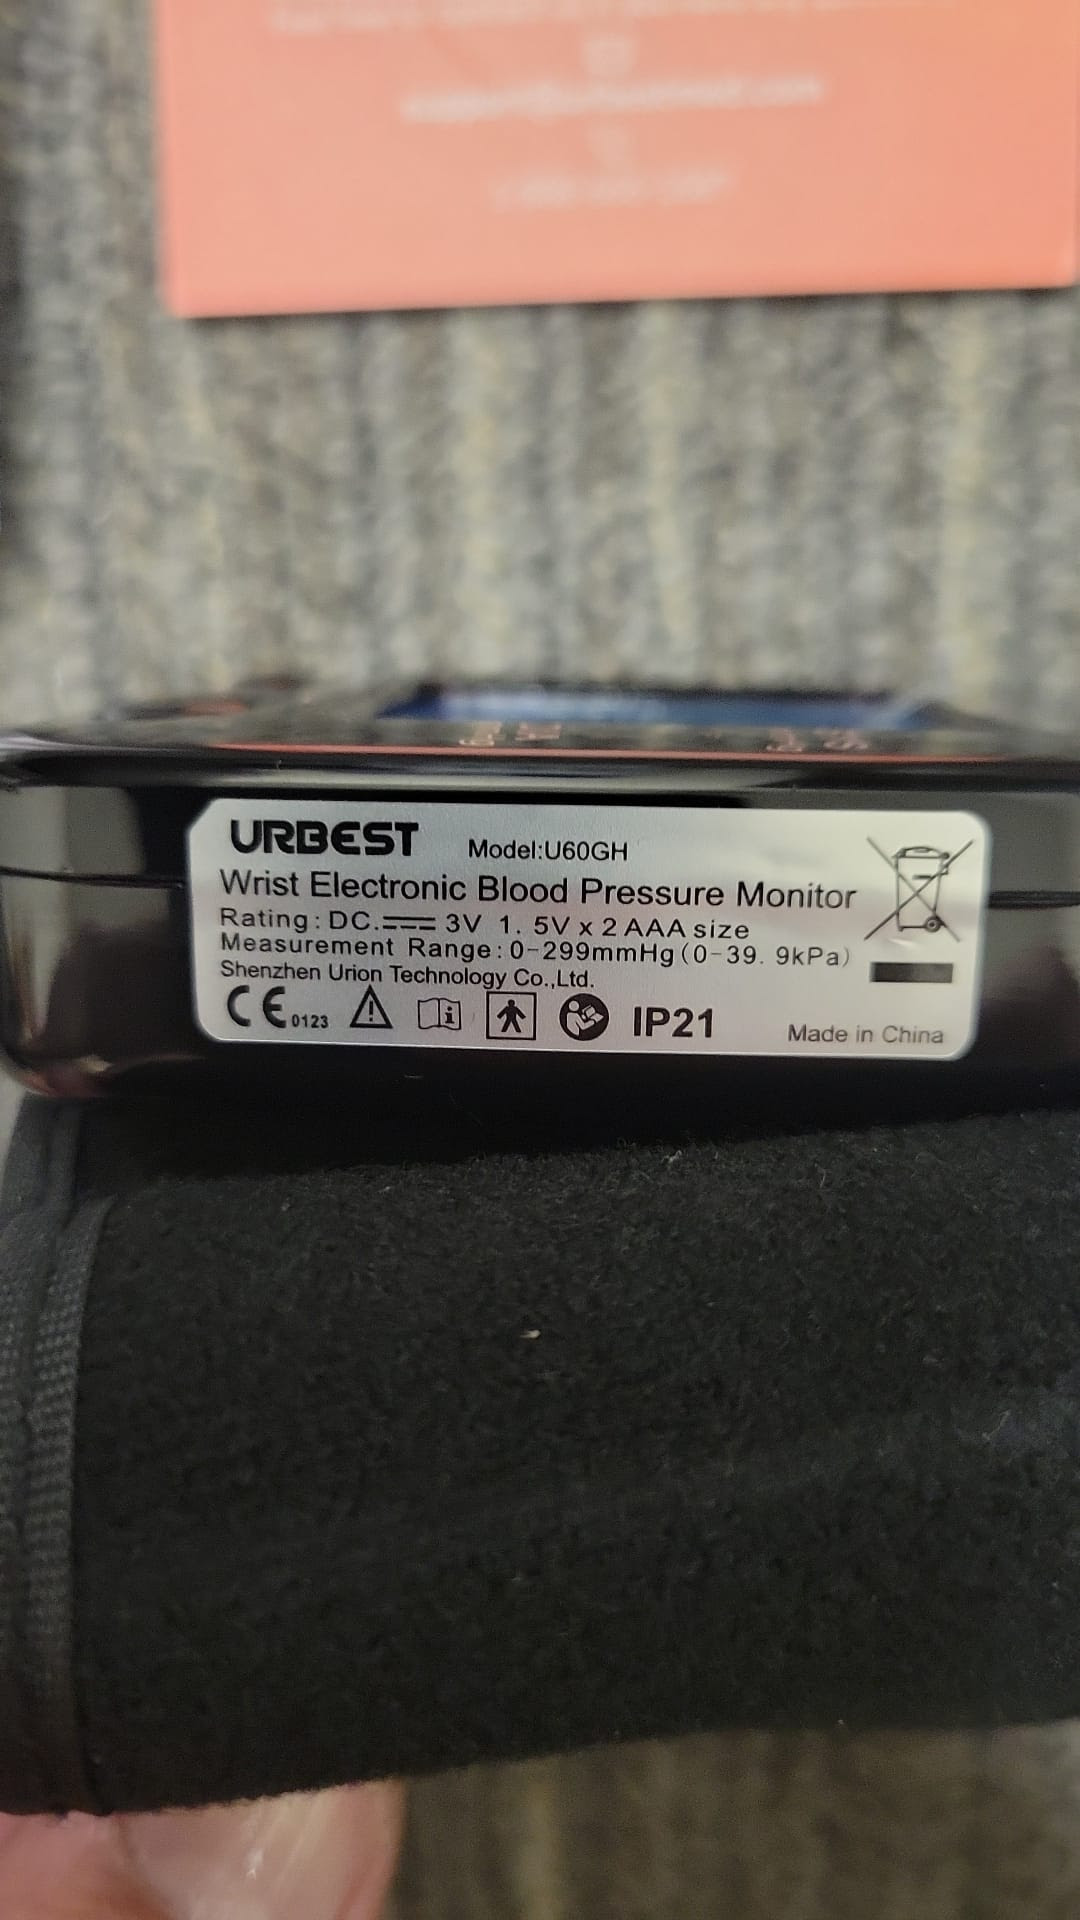 URBEST Model:U60GH
Wrist Electronic Blood Pressure Monitor
Rating: DC. 3V 1. 5V x 2 AAA size
Measurement Range: 0-299mmHg (0-39. 9kPa)
Shenzhen Urion Technology Co.,Ltd.
CE 0123 IP21 Made in China